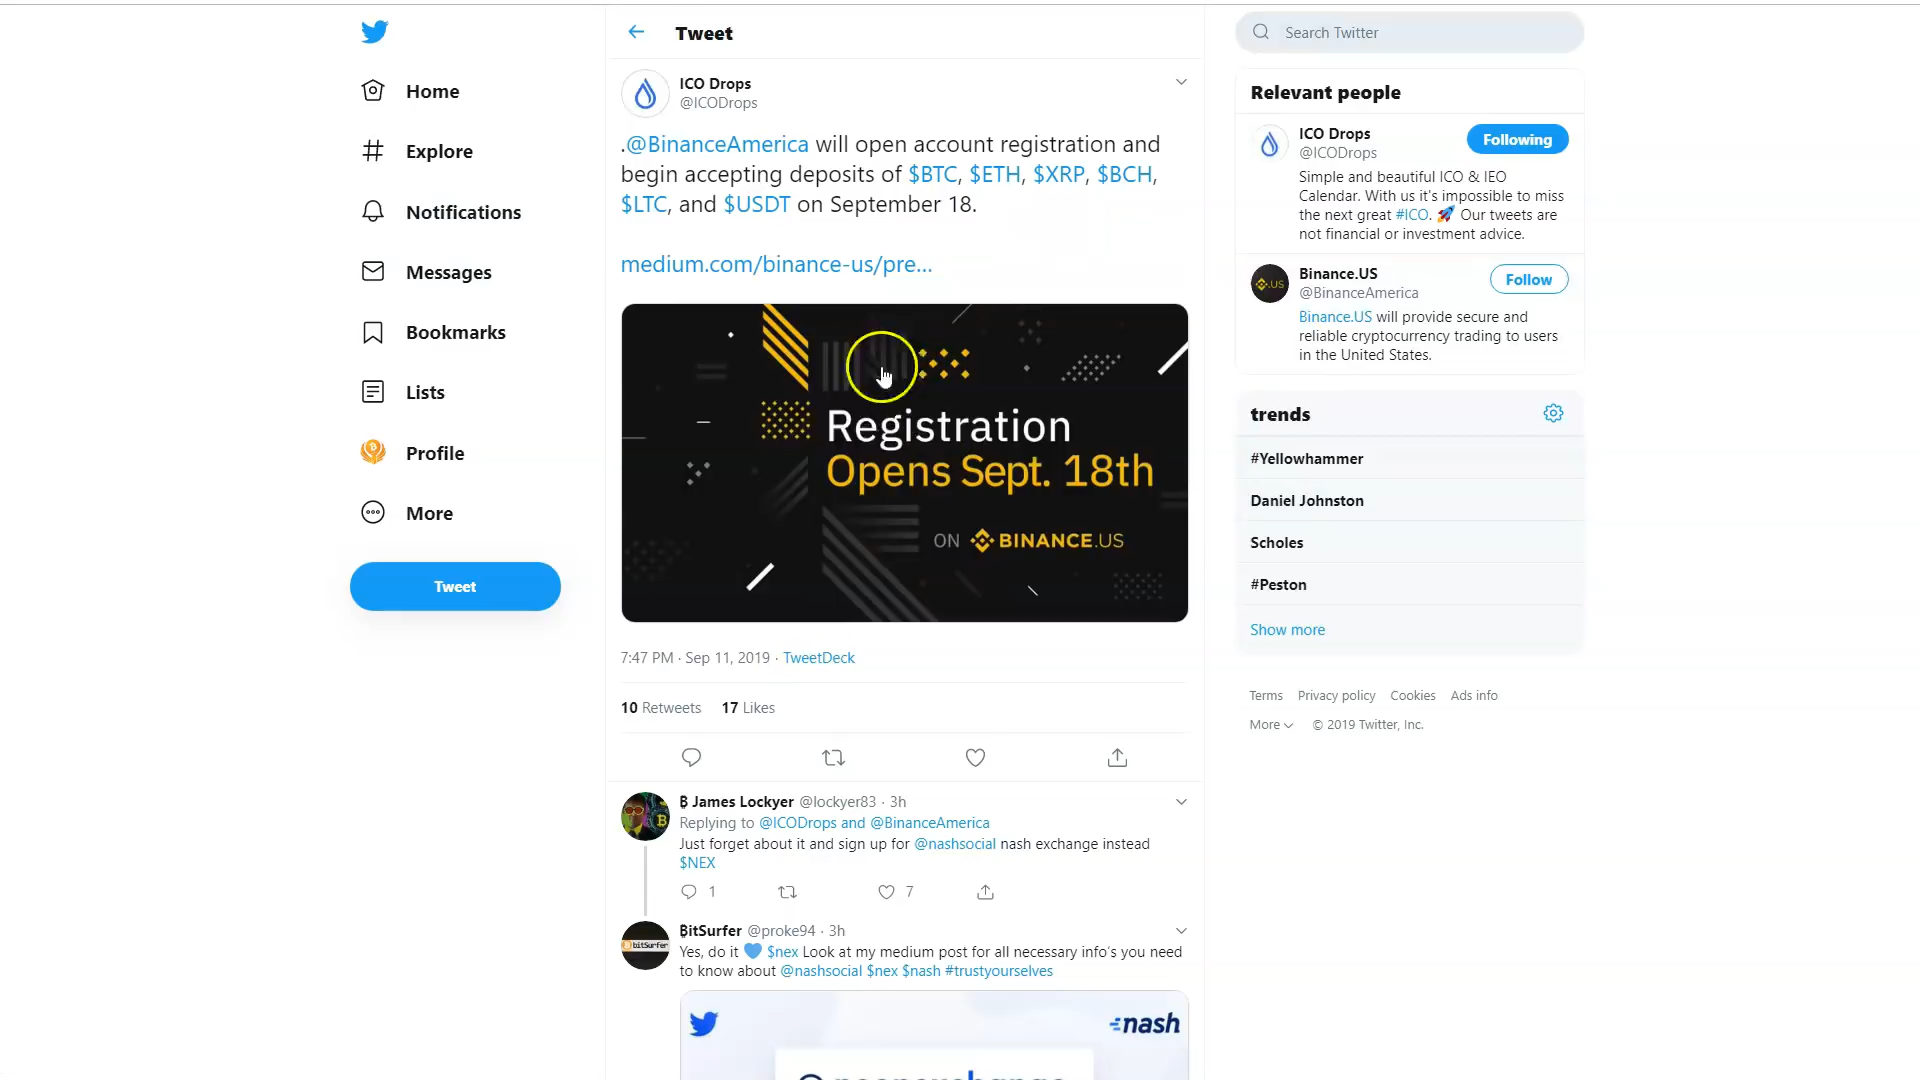 Home
Explore
Notifications
Messages
Bookmarks
Lists
Profile
More
Tweet
Tweet
ICO Drops
@ICODrops
.@BinanceAmerica will open account registration and
begin accepting deposits of $BTC, $ETH, $XRP, $BCH,
$LTC, and $USDT on September 18.
medium.com/binance-us/pre...
Registration
Opens Sept. 18th
ON BINANCE.US
7:47 PM · Sep 11, 2019 · TweetDeck
10 Retweets 17 Likes
₿ James Lockyer @lockyer83 · 3h
Replying to @ICODrops and @BinanceAmerica
Just forget about it and sign up for @nashsocial nash exchange instead
$NEX
1 7
₿itSurfer @proke94 · 3h
Yes, do it 💙 $nex Look at my medium post for all necessary info's you need
to know about @nashsocial $nex $nash #trustyourselves
nash
Search Twitter
Relevant people
ICO Drops
Following
@ICODrops
Simple and beautiful ICO & IEO
Calendar. With us it's impossible to miss
the next great #ICO. 🚀 Our tweets are
not financial or investment advice.
Binance.US
Follow
@BinanceAmerica
Binance.US will provide secure and
reliable cryptocurrency trading to users
in the United States.
trends
#Yellowhammer
Daniel Johnston
Scholes
#Peston
Show more
Terms Privacy policy Cookies Ads info
More © 2019 Twitter, Inc.